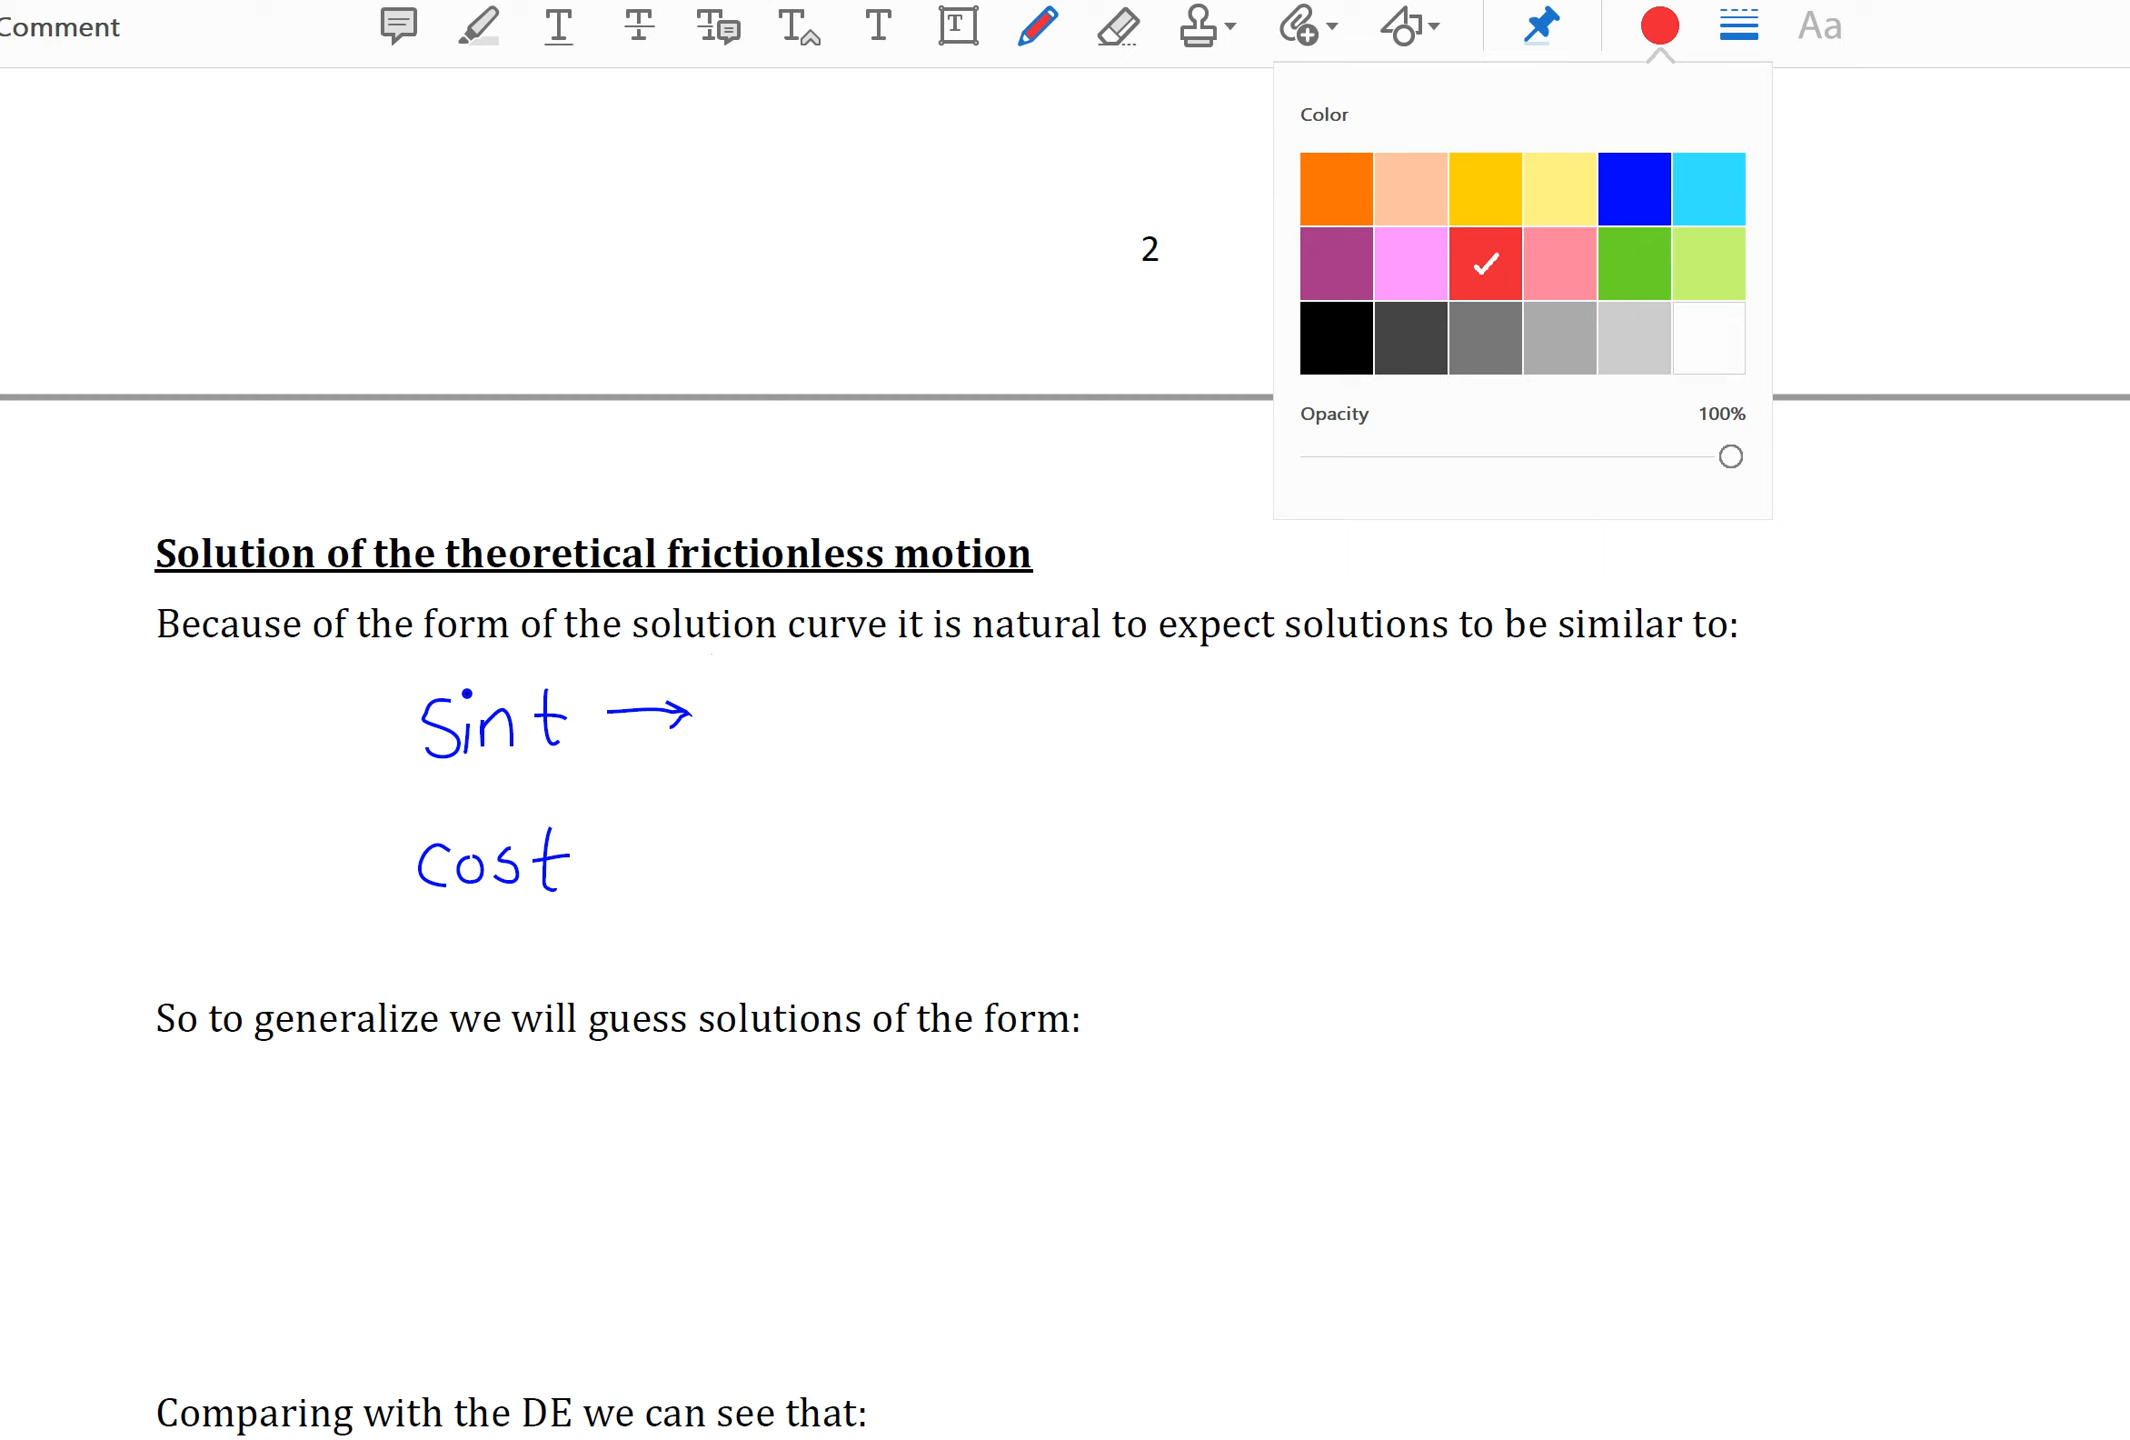 Comment
Aa
Color
2
Opacity 100%
Solution of the theoretical frictionless motion
Because of the form of the solution curve it is natural to expect solutions to be similar to:
Sin t →
cos t
So to generalize we will guess solutions of the form:
Comparing with the DE we can see that: